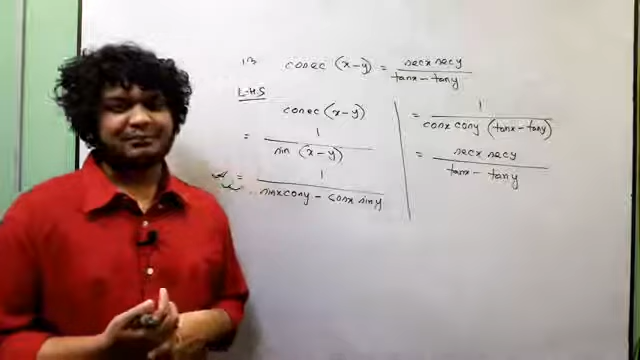 13 cosec (x-y) = secx secy / tanx - tany
L.H.S
cosec (x-y)
= 1 / sin (x-y)
= 1 / sinx cosy - cosx siny
= 1 / cosx cosy (tanx - tany)
= secx secy / tanx - tany